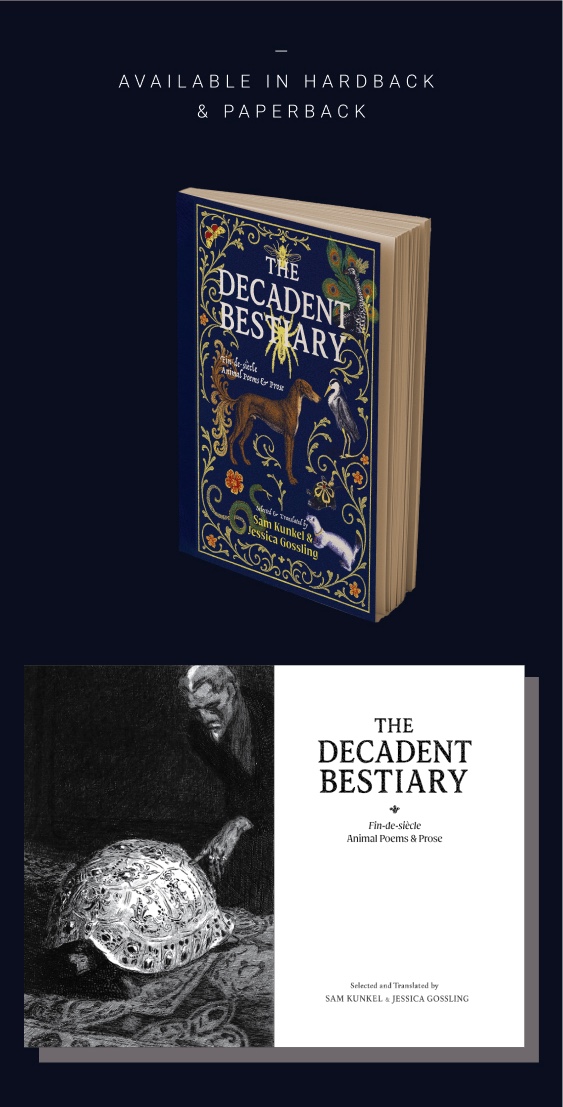 —
AVAILABLE IN HARDBACK
& PAPERBACK
THE
DECADENT
BESTIARY
Fin-de-siècle
Animal Poems & Prose
Selected & Translated by
Sam Kunkel &
Jessica Gossling
THE
DECADENT
BESTIARY
Fin-de-siècle
Animal Poems & Prose
Selected and Translated by
SAM KUNKEL & JESSICA GOSSLING